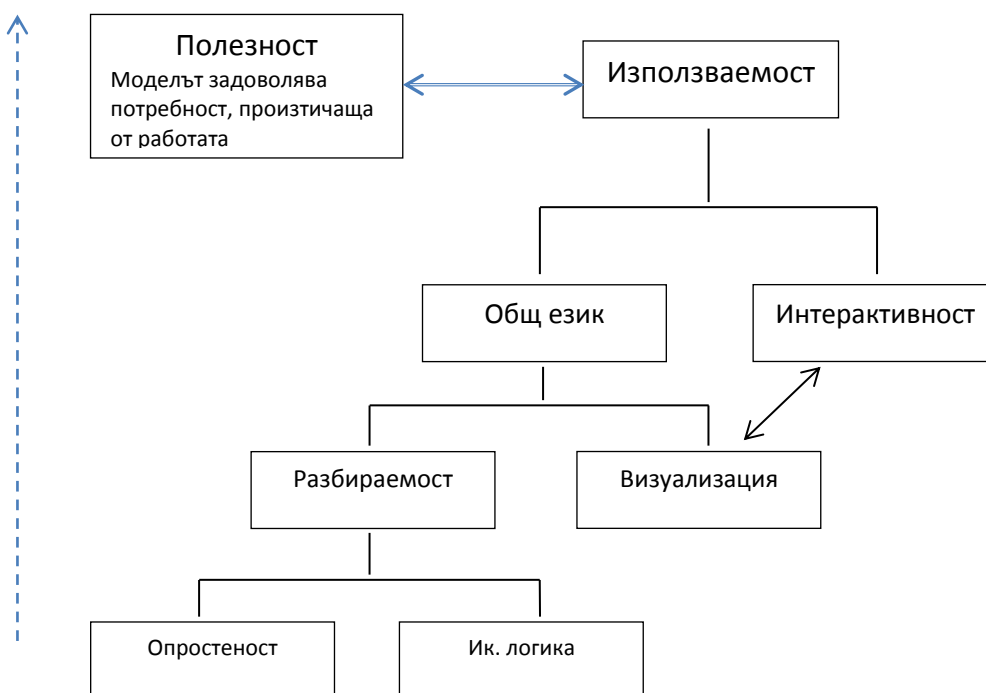 Полезност
Моделът задоволява
потребност, произтичаща
от работата
Използваемост
Общ език
Интерактивност
Разбираемост
Визуализация
Опростеност
Ик. логика